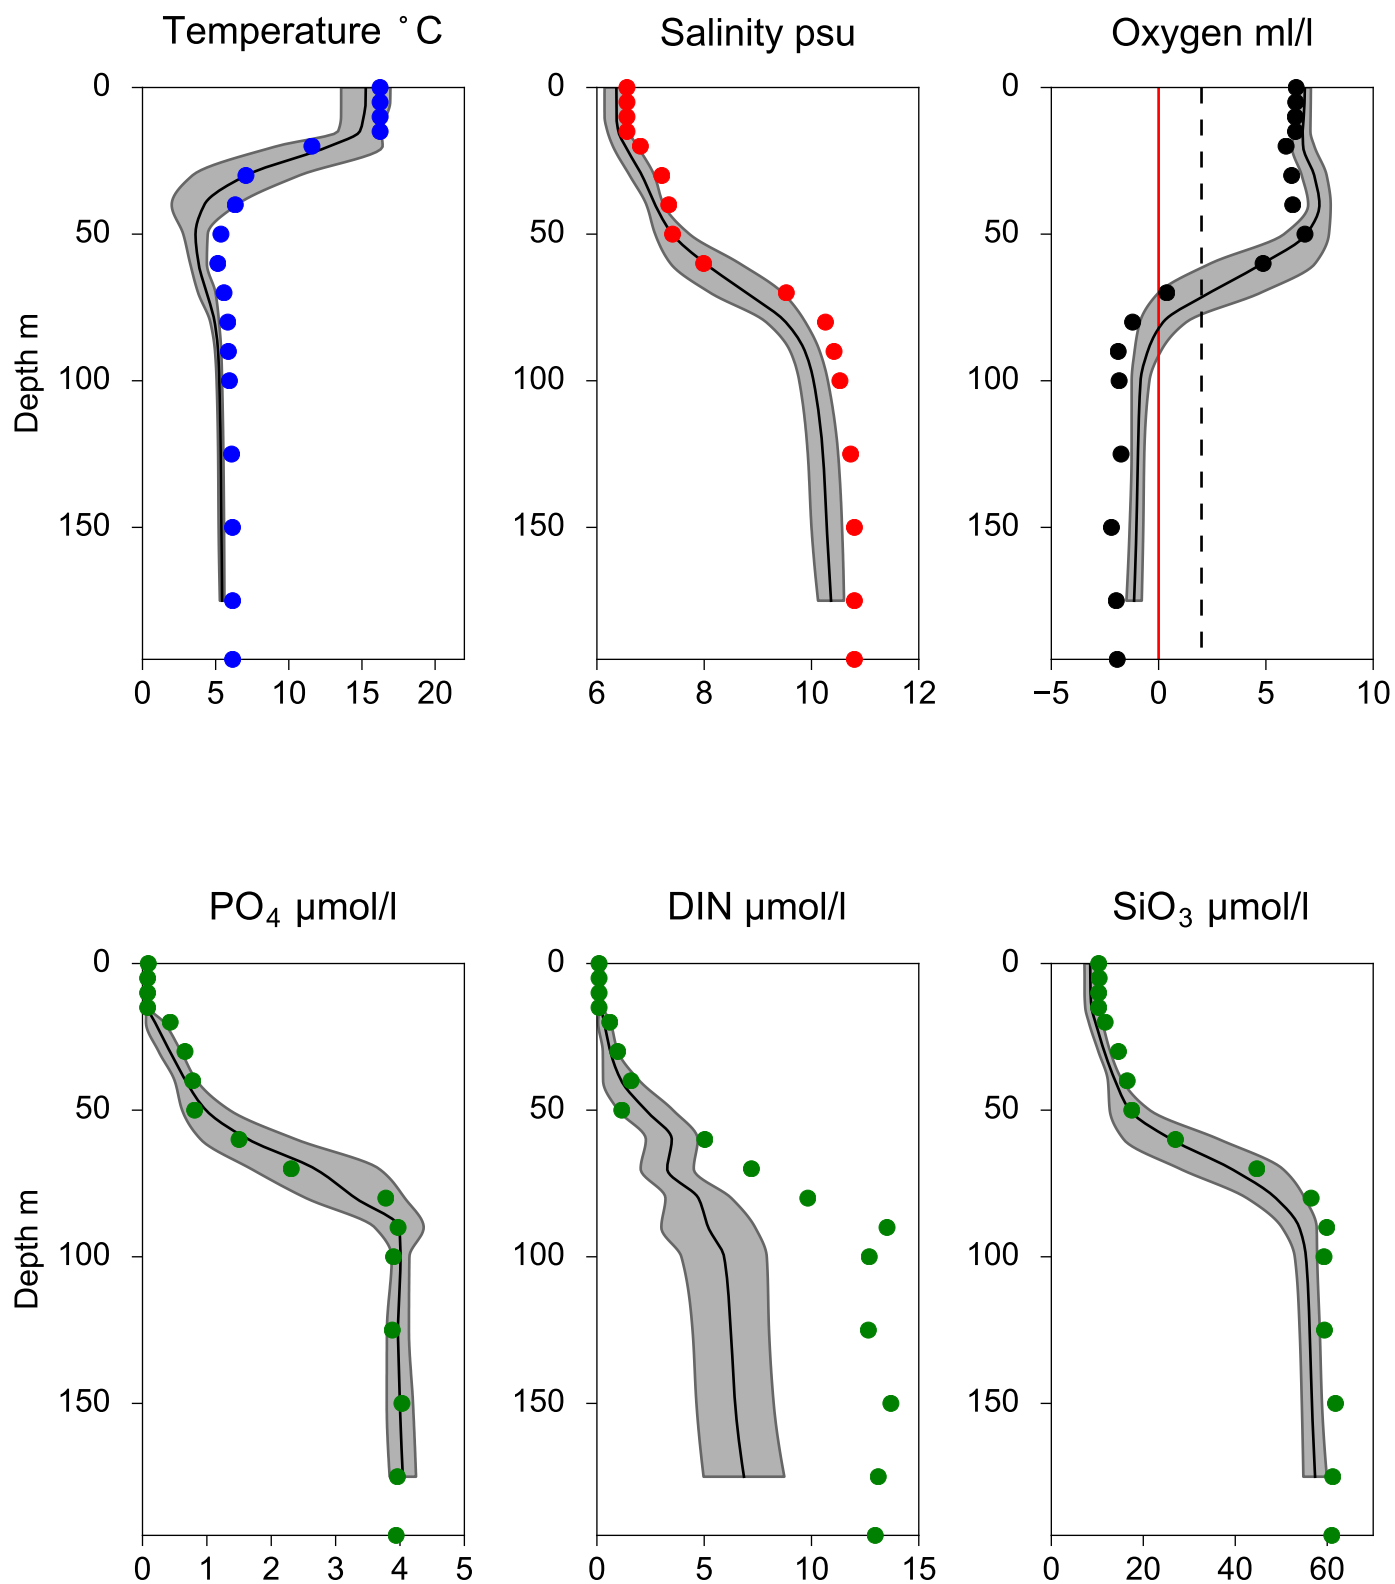 Temperature °C
Salinity psu
Oxygen ml/l
0
50
100
150
Depth m
0 5 10 15 20
0
50
100
150
6 8 10 12
0
50
100
150
−5 0 5 10
PO₄ µmol/l
DIN µmol/l
SiO₃ µmol/l
0
50
100
150
Depth m
0 1 2 3 4 5
0
50
100
150
0 5 10 15
0
50
100
150
0 20 40 60